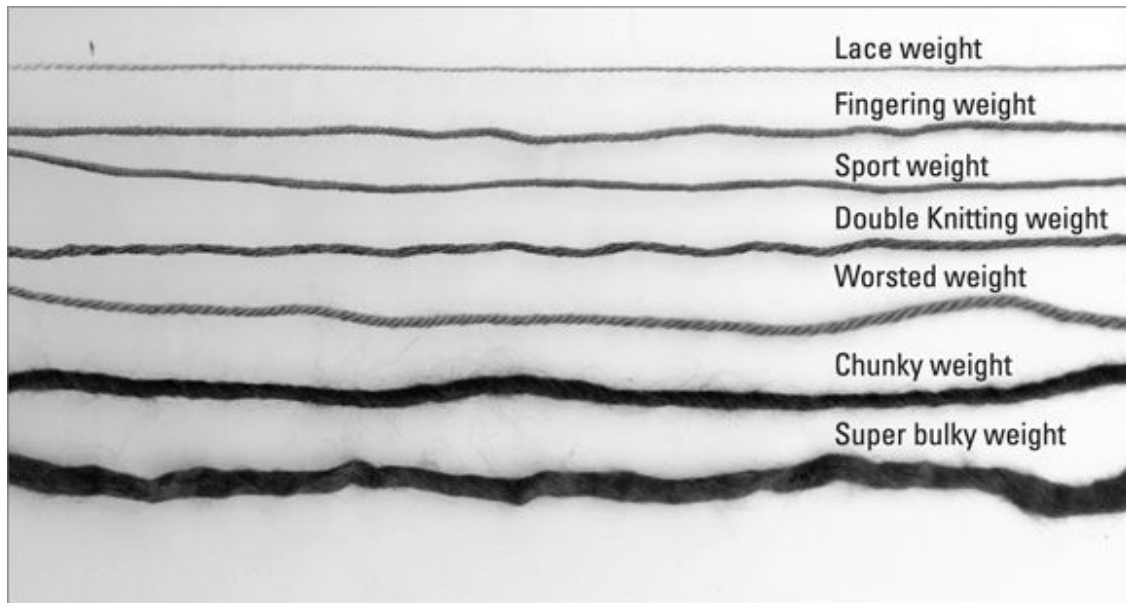 Lace weight
Fingering weight
Sport weight
Double Knitting weight
Worsted weight
Chunky weight
Super bulky weight